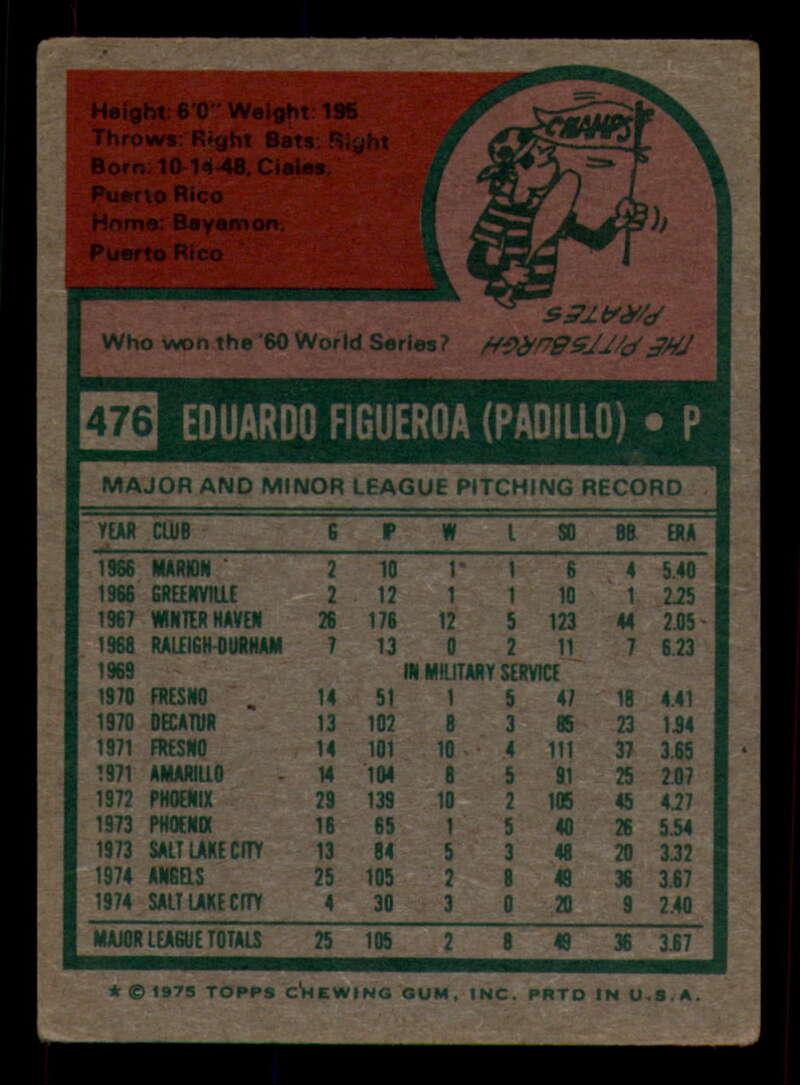 Height: 6'0" Weight: 195
Throws: Right Bats: Right
Born: 10-14-48, Ciales,
Puerto Rico
Home: Bayamon,
Puerto Rico
CHAMPS
Who won the '60 World Series?
THE PITTSBURGH
PIRATES
476 EDUARDO FIGUEROA (PADILLO) • P
MAJOR AND MINOR LEAGUE PITCHING RECORD
YEAR CLUB G IP W L SO BB ERA
1966 MARION 2 10 1 1 6 4 5.40
1966 GREENVILLE 2 12 1 1 10 1 2.25
1967 WINTER HAVEN 26 176 12 5 123 44 2.05
1968 RALEIGH-DURHAM 7 13 0 2 11 7 6.23
1969 IN MILITARY SERVICE
1970 FRESNO 14 51 1 5 47 18 4.41
1970 DECATUR 13 102 8 3 85 23 1.94
1971 FRESNO 14 101 10 4 111 37 3.65
1971 AMARILLO 14 104 6 5 91 25 2.07
1972 PHOENIX 29 139 10 2 105 45 4.27
1973 PHOENIX 16 65 1 5 40 26 5.54
1973 SALT LAKE CITY 13 84 5 3 48 20 3.32
1974 ANGELS 25 105 2 8 49 36 3.67
1974 SALT LAKE CITY 4 30 3 0 20 9 2.40
MAJOR LEAGUE TOTALS 25 105 2 8 49 36 3.67
★ © 1975 TOPPS CHEWING GUM, INC. PRTD IN U.S.A.